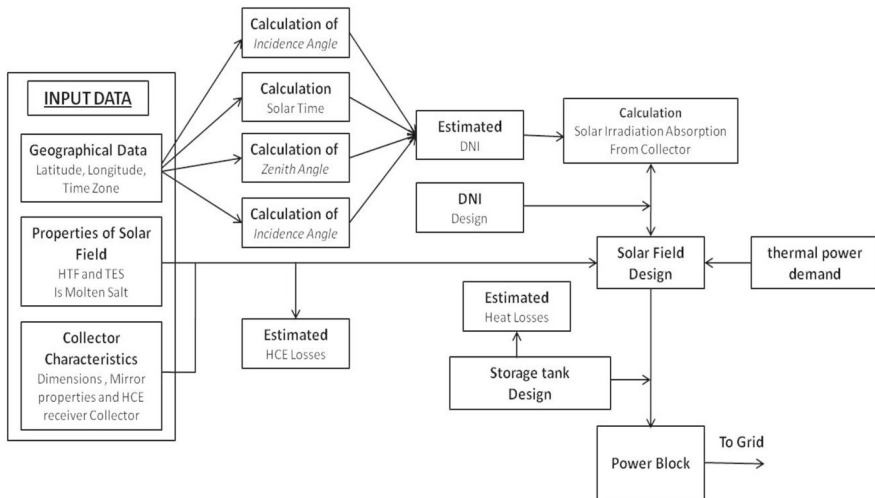 INPUT DATA
Geographical Data
Latitude, Longitude,
Time Zone
Properties of Solar
Field
HTF and TES
Is Molten Salt
Collector
Characteristics
Dimensions , Mirror
properties and HCE
receiver Collector
Calculation of
Incidence Angle
Calculation
Solar Time
Calculation of
Zenith Angle
Calculation of
Incidence Angle
Estimated
HCE Losses
Estimated
DNI
DNI
Design
Estimated
Heat Losses
Storage tank
Design
Calculation
Solar Irradiation Absorption
From Collector
Solar Field
Design
thermal power
demand
Power Block
To Grid